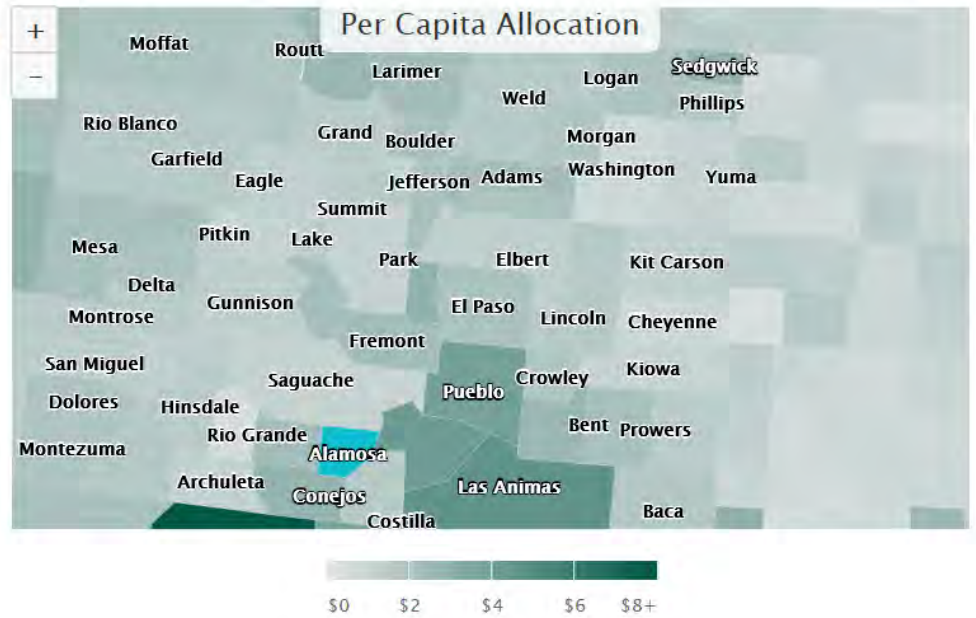 Per Capita Allocation
+
−
Moffat
Routt
Larimer
Logan
Sedgwick
Weld
Phillips
Rio Blanco
Grand
Boulder
Morgan
Garfield
Eagle
Jefferson
Adams
Washington
Yuma
Summit
Mesa
Pitkin
Lake
Park
Elbert
Kit Carson
Delta
Gunnison
El Paso
Montrose
Lincoln
Cheyenne
Fremont
San Miguel
Saguache
Pueblo
Crowley
Kiowa
Dolores
Hinsdale
Rio Grande
Bent
Prowers
Montezuma
Alamosa
Archuleta
Conejos
Las Animas
Costilla
Baca
$0 $2 $4 $6 $8+